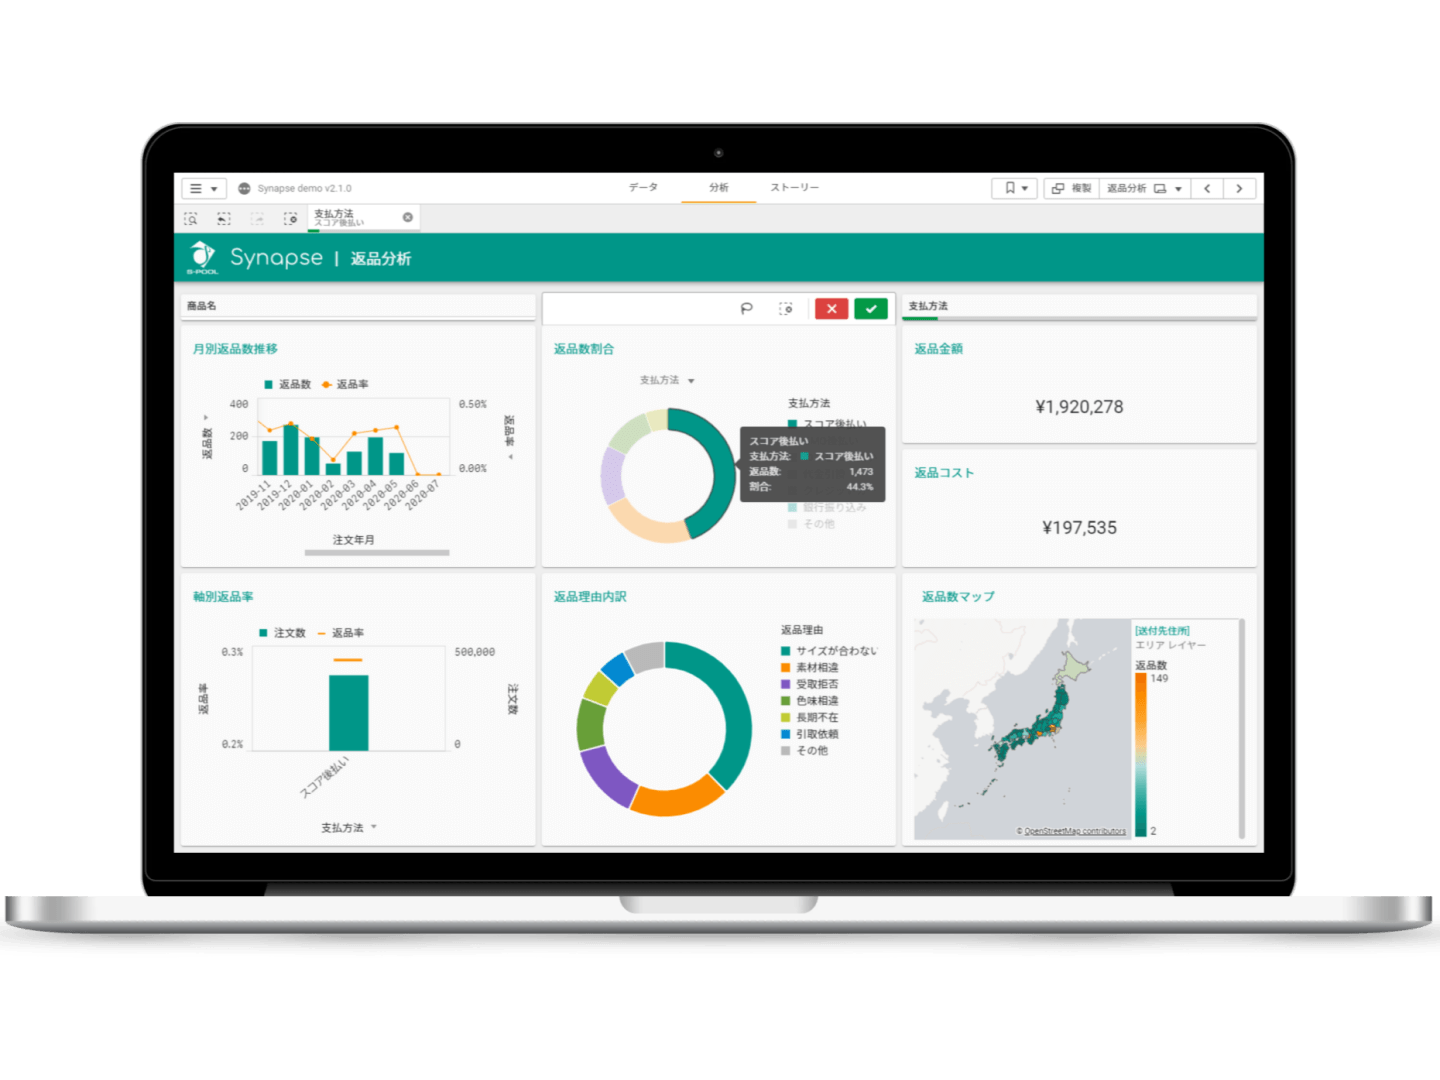 Synapse demo v2.1.0
データ
分析
ストーリー
複製
返品分析
支払方法
スコア後払い
S-POOL
Synapse | 返品分析
商品名
支払方法
月別返品数推移
返品数 返品率
400
200
0
0.50%
0.00%
返品数
返品率
2019-11
2019-12
2020-01
2020-02
2020-03
2020-04
2020-05
2020-06
2020-07
注文年月
返品数割合
支払方法
支払方法
スコア後払い
スコア後払い
支払方法: スコア後払い
返品数: 1,473
割合: 44.3%
銀行振り込み
その他
返品金額
¥1,920,278
返品コスト
¥197,535
軸別返品率
注文数 返品率
0.3%
0.2%
500,000
0
返品率
注文数
スコア後払い
支払方法
返品理由内訳
返品理由
サイズが合わない
素材相違
受取拒否
色味相違
長期不在
引取依頼
その他
返品数マップ
[送付先住所]
エリア レイヤー
返品数
149
2
© OpenStreetMap contributors